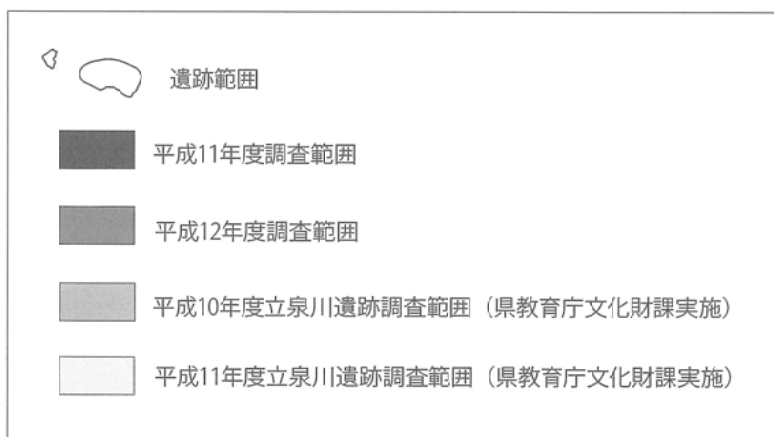 遺跡範囲
平成11年度調査範囲
平成12年度調査範囲
平成10年度立泉川遺跡調査範囲（県教育庁文化財課実施）
平成11年度立泉川遺跡調査範囲（県教育庁文化財課実施）